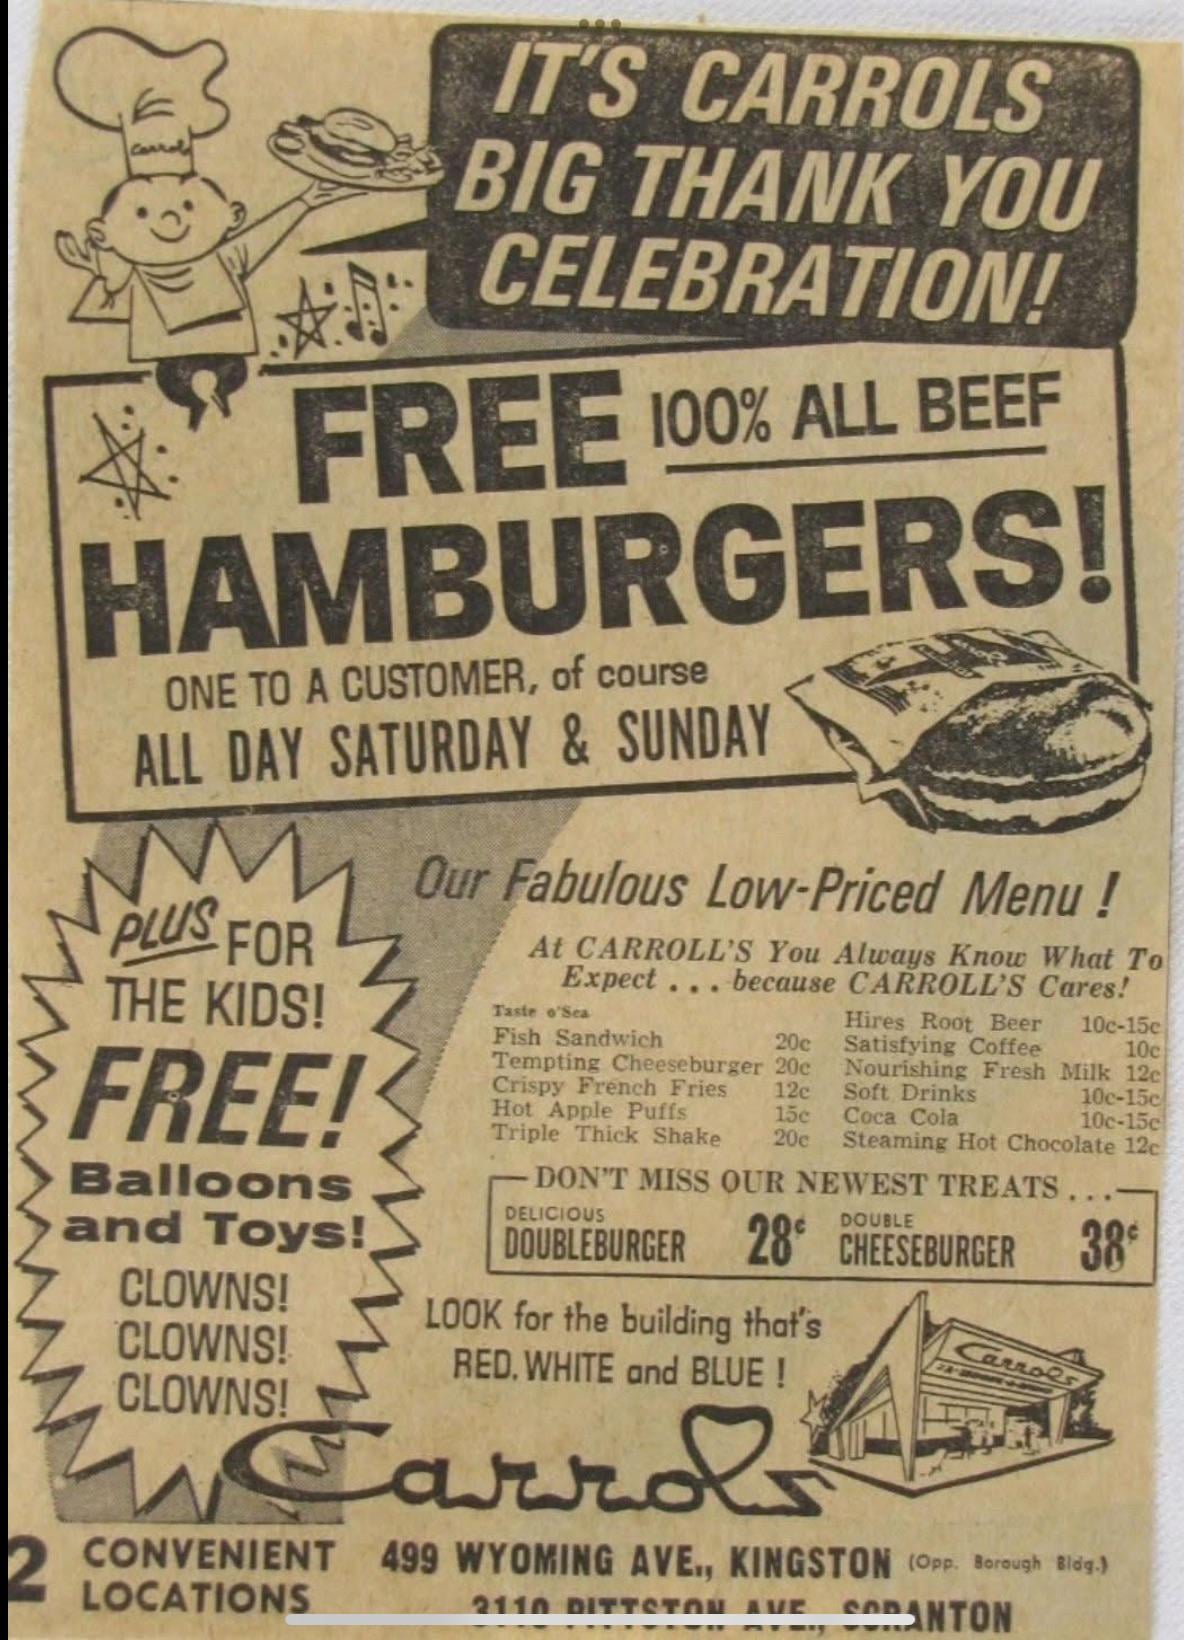 Carrols
IT'S CARROLS
BIG THANK YOU
CELEBRATION!
FREE 100% ALL BEEF
HAMBURGERS!
ONE TO A CUSTOMER, of course
ALL DAY SATURDAY & SUNDAY
PLUS FOR
THE KIDS!
FREE!
Balloons
and Toys!
CLOWNS!
CLOWNS!
CLOWNS!
Our Fabulous Low-Priced Menu !
At CARROLL'S You Always Know What To
Expect . . . because CARROLL'S Cares!
Taste o'Sea
Fish Sandwich 20c
Tempting Cheeseburger 20c
Crispy French Fries 12c
Hot Apple Puffs 15c
Triple Thick Shake 20c
Hires Root Beer 10c-15c
Satisfying Coffee 10c
Nourishing Fresh Milk 12c
Soft Drinks 10c-15c
Coca Cola 10c-15c
Steaming Hot Chocolate 12c
DON'T MISS OUR NEWEST TREATS . . .
DELICIOUS
DOUBLEBURGER 28¢
DOUBLE
CHEESEBURGER 38¢
LOOK for the building that's
RED, WHITE and BLUE !
Carrols
Carrols
2 CONVENIENT
LOCATIONS
499 WYOMING AVE., KINGSTON (Opp. Borough Bldg.)
3110 PITTSTON AVE., SCRANTON